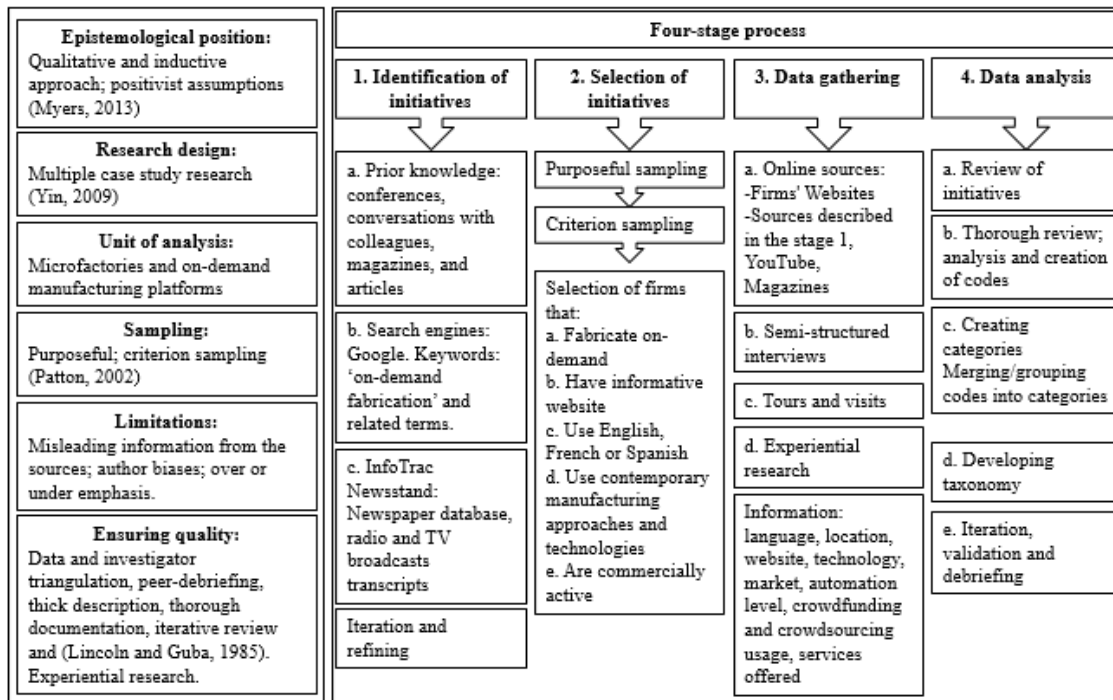 Epistemological position:
Qualitative and inductive
approach; positivist assumptions
(Myers, 2013)
Research design:
Multiple case study research
(Yin, 2009)
Unit of analysis:
Microfactories and on-demand
manufacturing platforms
Sampling:
Purposeful; criterion sampling
(Patton, 2002)
Limitations:
Misleading information from the
sources; author biases; over or
under emphasis.
Ensuring quality:
Data and investigator
triangulation, peer-debriefing,
thick description, thorough
documentation, iterative review
and (Lincoln and Guba, 1985).
Experiential research.
Four-stage process
1. Identification of
initiatives
a. Prior knowledge:
conferences,
conversations with
colleagues,
magazines, and
articles
b. Search engines:
Google. Keywords:
‘on-demand
fabrication’ and
related terms.
c. InfoTrac
Newsstand:
Newspaper database,
radio and TV
broadcasts
transcripts
Iteration and
refining
2. Selection of
initiatives
Purposeful sampling
Criterion sampling
Selection of firms
that:
a. Fabricate on-
demand
b. Have informative
website
c. Use English,
French or Spanish
d. Use contemporary
manufacturing
approaches and
technologies
e. Are commercially
active
3. Data gathering
a. Online sources:
-Firms' Websites
-Sources described
in the stage 1,
YouTube,
Magazines
b. Semi-structured
interviews
c. Tours and visits
d. Experiential
research
Information:
language, location,
website, technology,
market, automation
level, crowdfunding
and crowdsourcing
usage, services
offered
4. Data analysis
a. Review of
initiatives
b. Thorough review;
analysis and creation
of codes
c. Creating
categories
Merging/grouping
codes into categories
d. Developing
taxonomy
e. Iteration,
validation and
debriefing